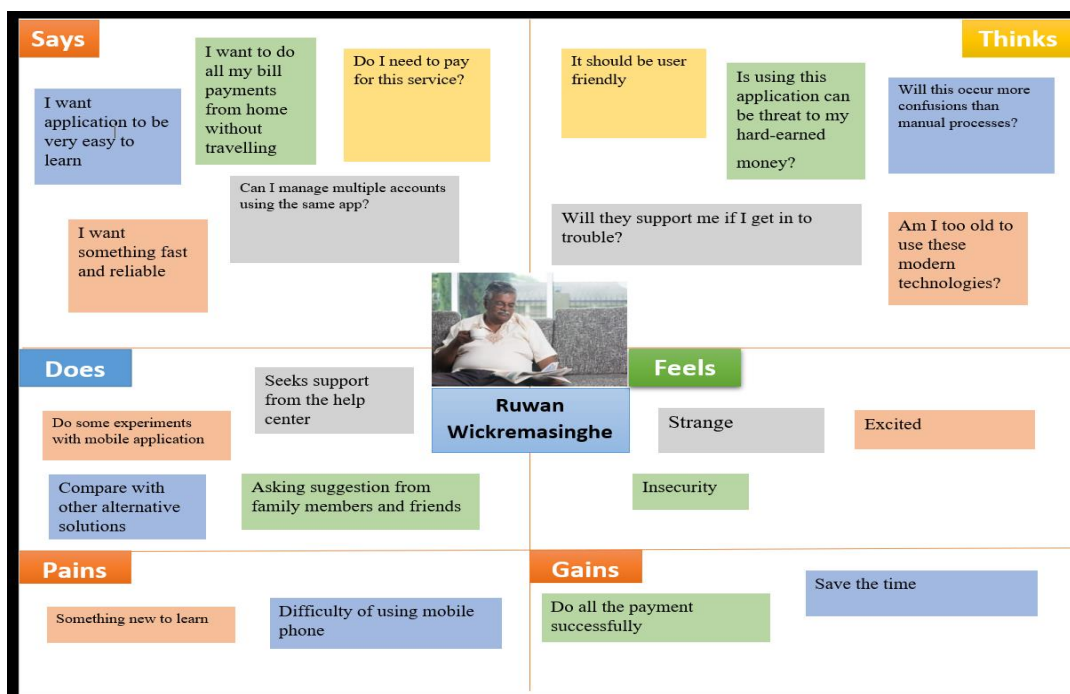 Says
I want
application to be
very easy to
learn
I want to do
all my bill
payments
from home
without
travelling
Do I need to pay
for this service?
Can I manage multiple accounts
using the same app?
I want
something fast
and reliable
Thinks
It should be user
friendly
Is using this
application can
be threat to my
hard-earned
money?
Will this occur more
confusions than
manual processes?
Will they support me if I get in to
trouble?
Am I too old to
use these
modern
technologies?
Ruwan
Wickremasinghe
Does
Seeks support
from the help
center
Do some experiments
with mobile application
Compare with
other alternative
solutions
Asking suggestion from
family members and friends
Feels
Strange
Excited
Insecurity
Pains
Something new to learn
Difficulty of using mobile
phone
Gains
Do all the payment
successfully
Save the time